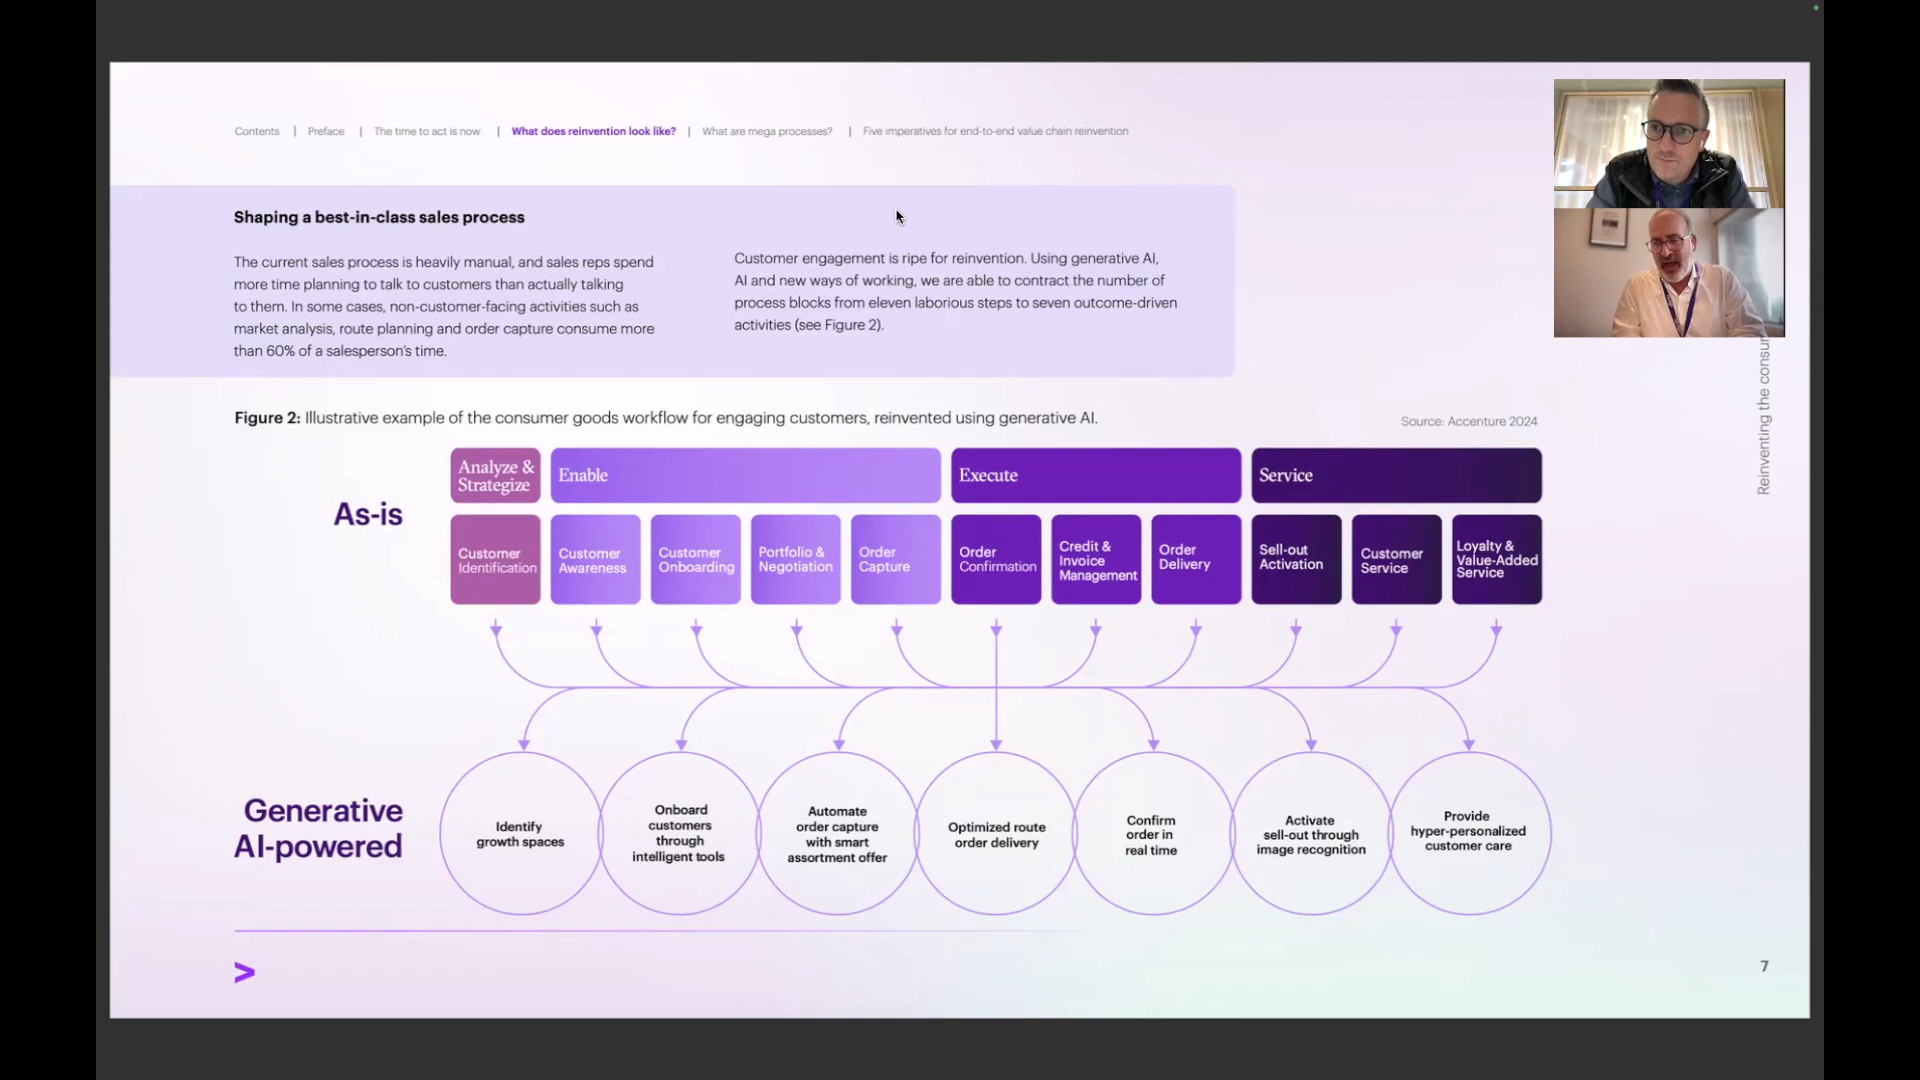 Contents | Preface | The time to act is now | What does reinvention look like? | What are mega processes? | Five imperatives for end-to-end value chain reinvention
Shaping a best-in-class sales process
The current sales process is heavily manual, and sales reps spend
more time planning to talk to customers than actually talking
to them. In some cases, non-customer-facing activities such as
market analysis, route planning and order capture consume more
than 60% of a salesperson's time.
Customer engagement is ripe for reinvention. Using generative AI,
AI and new ways of working, we are able to contract the number of
process blocks from eleven laborious steps to seven outcome-driven
activities (see Figure 2).
Reinventing the consu
Figure 2: Illustrative example of the consumer goods workflow for engaging customers, reinvented using generative AI.
Source: Accenture 2024
As-is
Analyze &
Strategize
Enable
Execute
Service
Customer
Identification
Customer
Awareness
Customer
Onboarding
Portfolio &
Negotiation
Order
Capture
Order
Confirmation
Credit &
Invoice
Management
Order
Delivery
Sell-out
Activation
Customer
Service
Loyalty &
Value-Added
Service
Generative
AI-powered
Identify
growth spaces
Onboard
customers
through
intelligent tools
Automate
order capture
with smart
assortment offer
Optimized route
order delivery
Confirm
order in
real time
Activate
sell-out through
image recognition
Provide
hyper-personalized
customer care
7